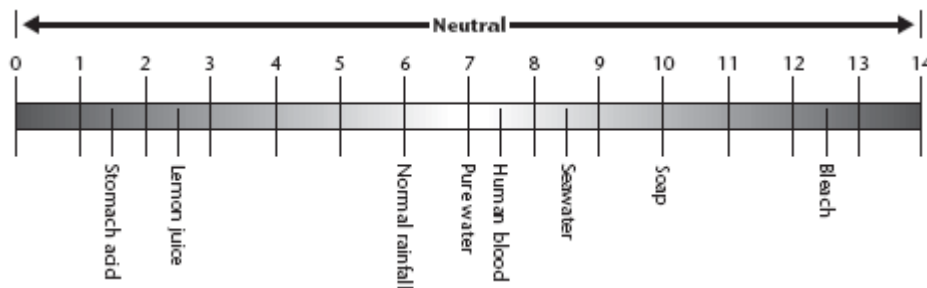 Neutral
0 1 2 3 4 5 6 7 8 9 10 11 12 13 14
Stomach acid
Lemon juice
Normal rainfall
Pure water
Human blood
Seawater
Soap
Bleach